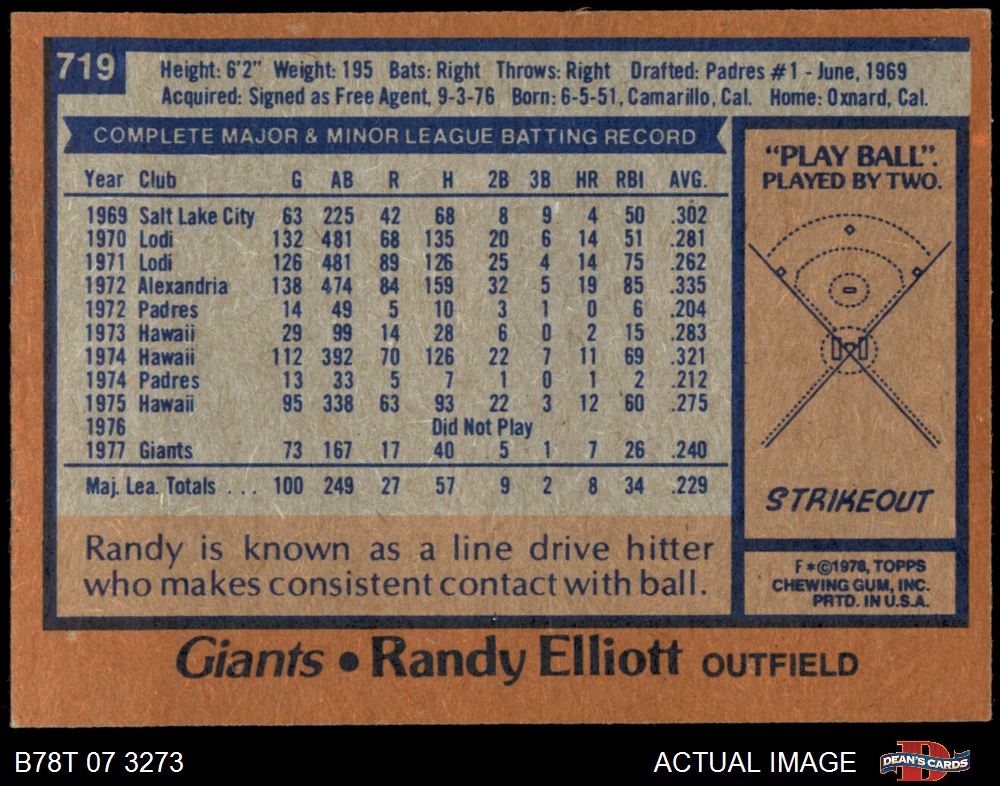 719
Height: 6'2" Weight: 195 Bats: Right Throws: Right Drafted: Padres #1 - June, 1969
Acquired: Signed as Free Agent, 9-3-76 Born: 6-5-51, Camarillo, Cal. Home: Oxnard, Cal.
COMPLETE MAJOR & MINOR LEAGUE BATTING RECORD
Year Club G AB R H 2B 3B HR RBI AVG.
1969 Salt Lake City 63 225 42 68 8 9 4 50 .302
1970 Lodi 132 481 68 135 20 6 14 51 .281
1971 Lodi 126 481 89 126 25 4 14 75 .262
1972 Alexandria 138 474 84 159 32 5 19 85 .335
1972 Padres 14 49 5 10 3 1 0 6 .204
1973 Hawaii 29 99 14 28 6 0 2 15 .283
1974 Hawaii 112 392 70 126 22 7 11 69 .321
1974 Padres 13 33 5 7 1 0 1 2 .212
1975 Hawaii 95 338 63 93 22 3 12 60 .275
1976 Did Not Play
1977 Giants 73 167 17 40 5 1 7 26 .240
Maj. Lea. Totals . . . 100 249 27 57 9 2 8 34 .229
Randy is known as a line drive hitter
who makes consistent contact with ball.
"PLAY BALL".
PLAYED BY TWO.
STRIKEOUT
F*©1978, TOPPS
CHEWING GUM, INC.
PRTD. IN U.S.A.
Giants • Randy Elliott OUTFIELD
B78T 07 3273
ACTUAL IMAGE
D
DEAN'S CARDS